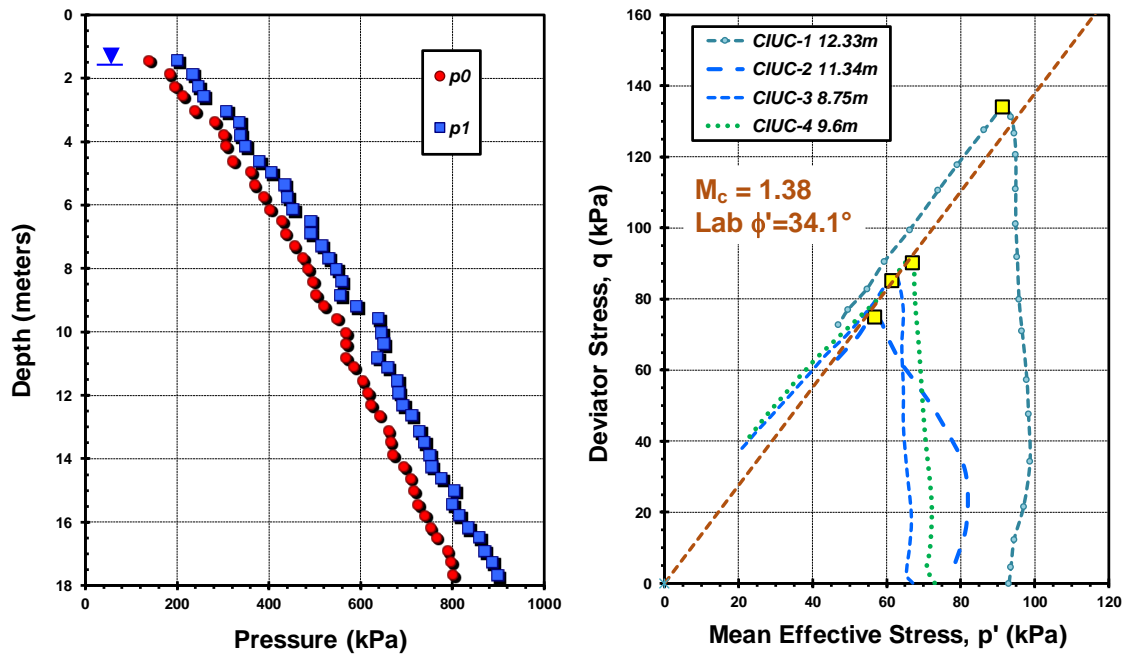 0
2
4
6
8
10
12
14
16
18
0
200
400
600
800
1000
Depth (meters)
Pressure (kPa)
p0
p1
160
140
120
100
80
60
40
20
0
0
20
40
60
80
100
120
Deviator Stress, q (kPa)
Mean Effective Stress, p' (kPa)
CIUC-1 12.33m
CIUC-2 11.34m
CIUC-3 8.75m
CIUC-4 9.6m
Mc = 1.38
Lab ϕ'=34.1°